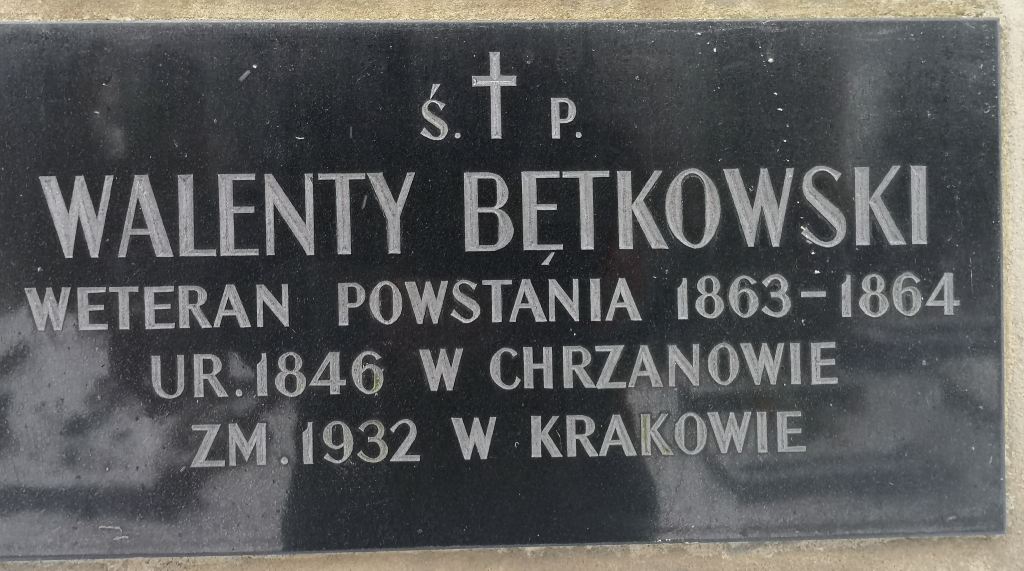 Ś. P.
WALENTY BĘTKOWSKI
WETERAN POWSTANIA 1863-1864
UR. 1846 W CHRZANOWIE
ZM. 1932 W KRAKOWIE